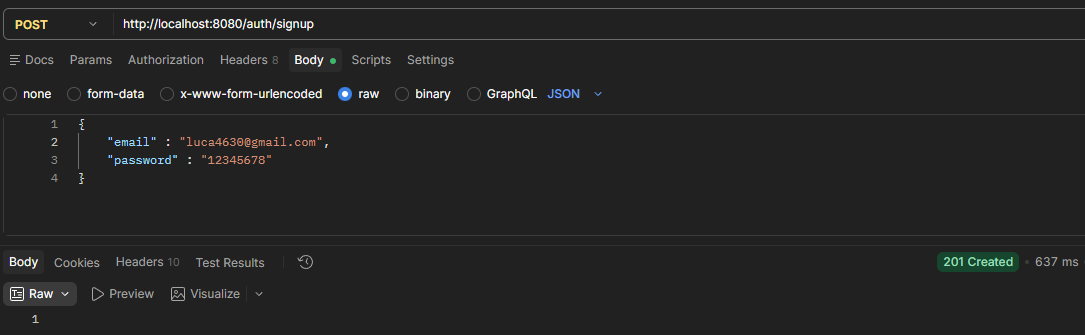 POST http://localhost:8080/auth/signup
Docs Params Authorization Headers 8 Body Scripts Settings
none form-data x-www-form-urlencoded raw binary GraphQL JSON
1 {
2 "email" : "luca4630@gmail.com",
3 "password" : "12345678"
4 }
Body Cookies Headers 10 Test Results 201 Created • 637 ms
Raw Preview Visualize
1